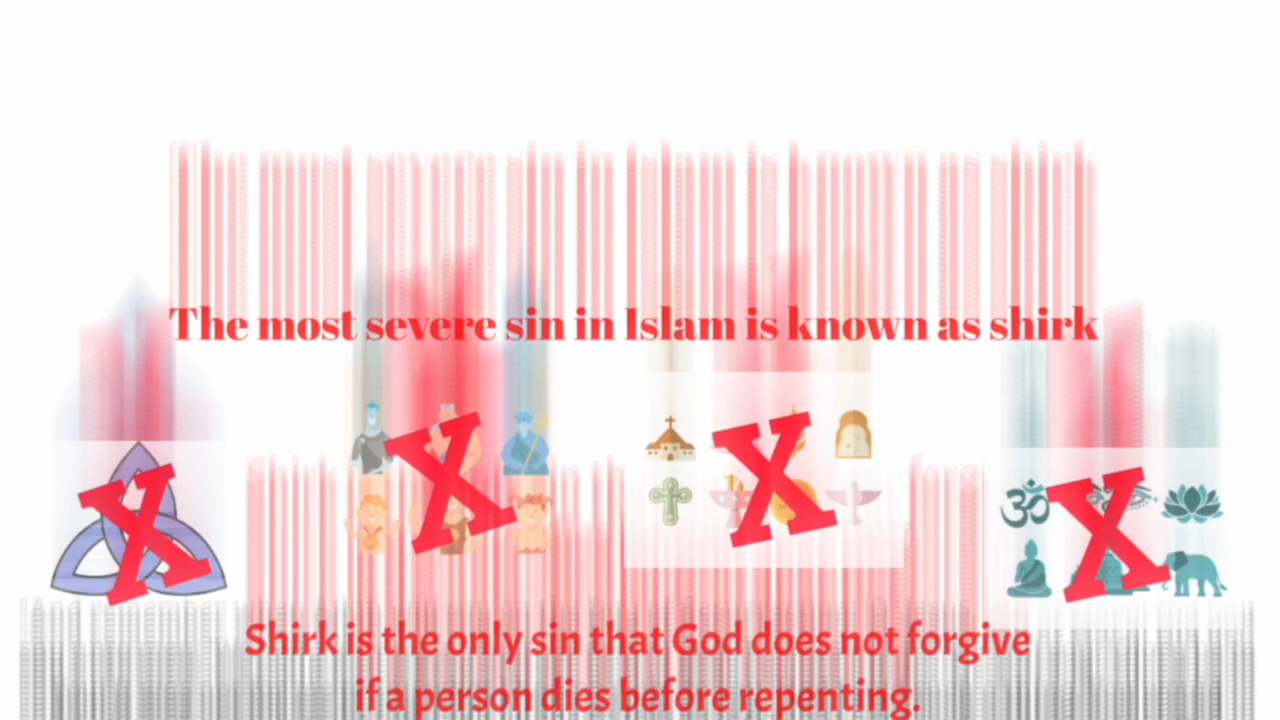 The most severe sin in Islam is known as shirk
X
X
X
X
Shirk is the only sin that God does not forgive
if a person dies before repenting.